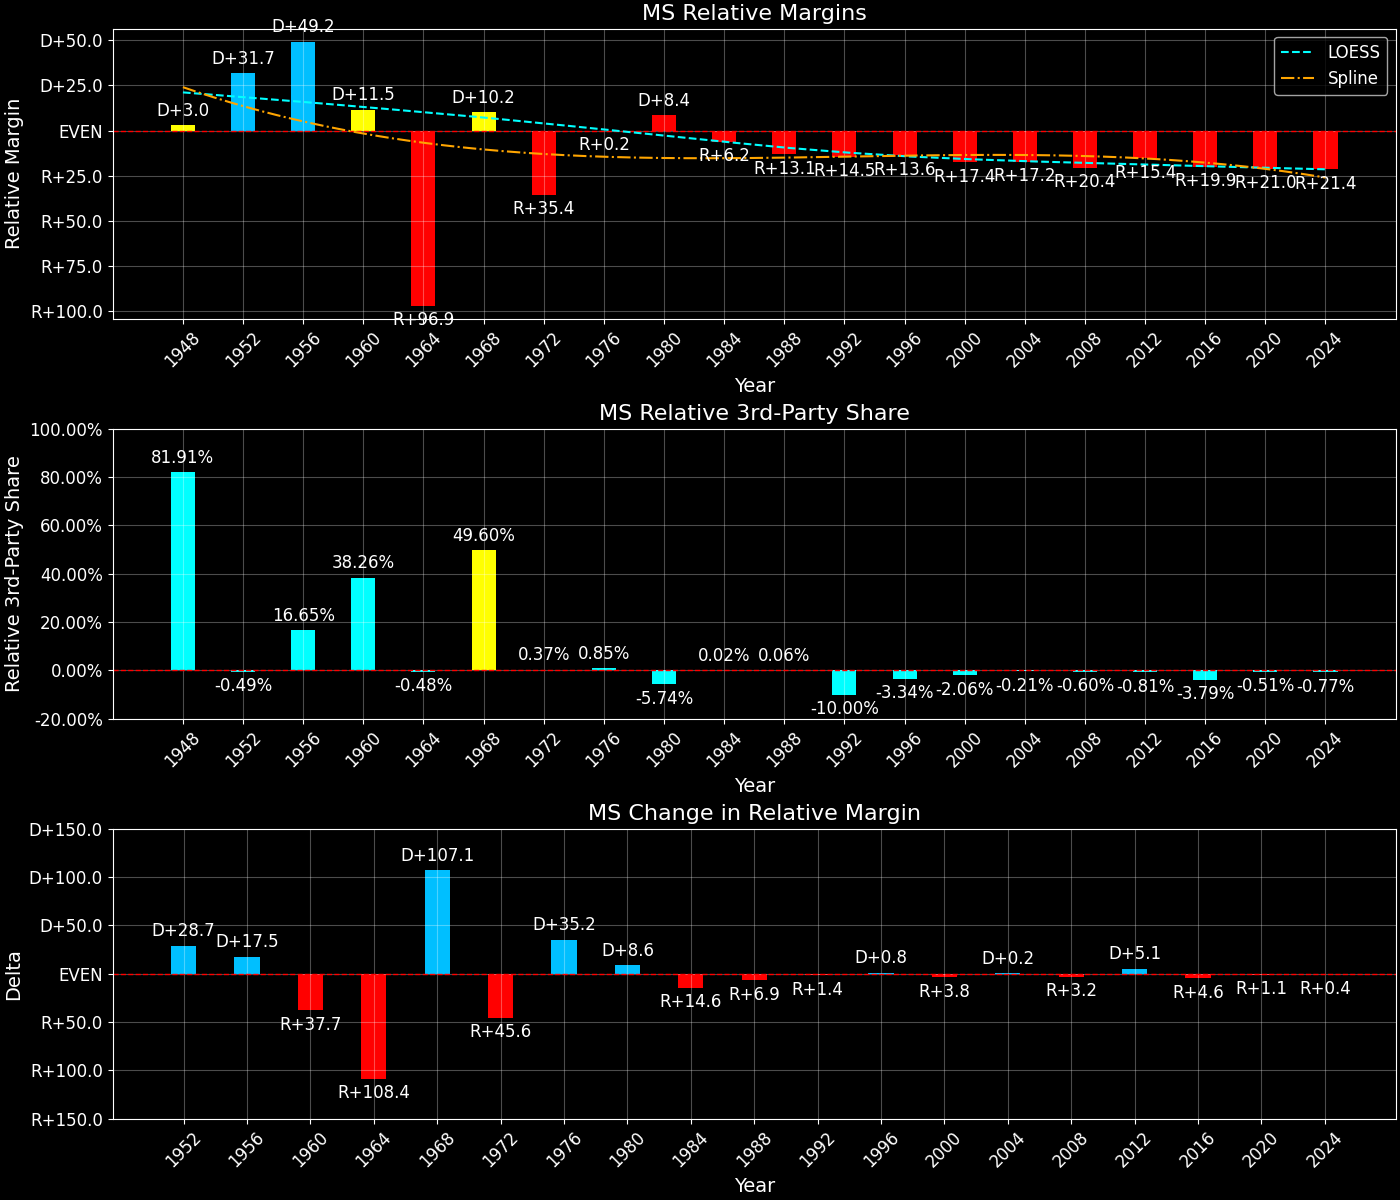 MS Relative Margins
Relative Margin
D+50.0
D+25.0
EVEN
R+25.0
R+50.0
R+75.0
R+100.0
D+3.0
D+31.7
D+49.2
D+11.5
R+96.9
D+10.2
R+35.4
R+0.2
D+8.4
R+6.2
R+13.1
R+14.5
R+13.6
R+17.4
R+17.2
R+20.4
R+15.4
R+19.9
R+21.0
R+21.4
LOESS
Spline
1948 1952 1956 1960 1964 1968 1972 1976 1980 1984 1988 1992 1996 2000 2004 2008 2012 2016 2020 2024
Year
MS Relative 3rd-Party Share
Relative 3rd-Party Share
100.00%
80.00%
60.00%
40.00%
20.00%
0.00%
-20.00%
81.91%
-0.49%
16.65%
38.26%
-0.48%
49.60%
0.37%
0.85%
-5.74%
0.02%
0.06%
-10.00%
-3.34%
-2.06%
-0.21%
-0.60%
-0.81%
-3.79%
-0.51%
-0.77%
1948 1952 1956 1960 1964 1968 1972 1976 1980 1984 1988 1992 1996 2000 2004 2008 2012 2016 2020 2024
Year
MS Change in Relative Margin
Delta
D+150.0
D+100.0
D+50.0
EVEN
R+50.0
R+100.0
R+150.0
D+28.7
D+17.5
R+37.7
R+108.4
D+107.1
R+45.6
D+35.2
D+8.6
R+14.6
R+6.9
R+1.4
D+0.8
R+3.8
D+0.2
R+3.2
D+5.1
R+4.6
R+1.1
R+0.4
1952 1956 1960 1964 1968 1972 1976 1980 1984 1988 1992 1996 2000 2004 2008 2012 2016 2020 2024
Year